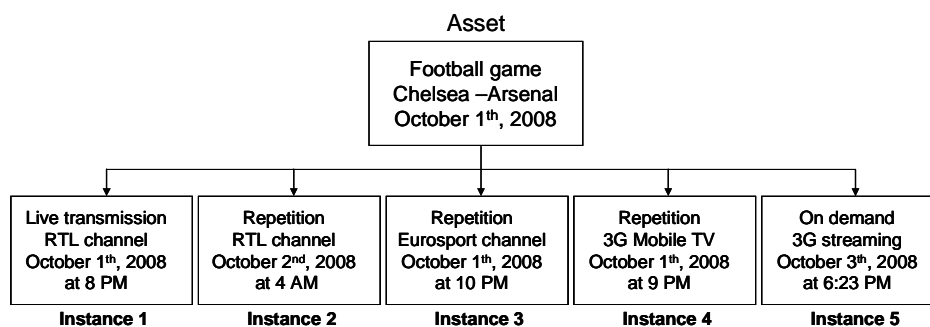 Asset
Football game
Chelsea –Arsenal
October 1th, 2008
Live transmission
RTL channel
October 1th, 2008
at 8 PM
Instance 1
Repetition
RTL channel
October 2nd, 2008
at 4 AM
Instance 2
Repetition
Eurosport channel
October 1th, 2008
at 10 PM
Instance 3
Repetition
3G Mobile TV
October 1th, 2008
at 9 PM
Instance 4
On demand
3G streaming
October 3th, 2008
at 6:23 PM
Instance 5